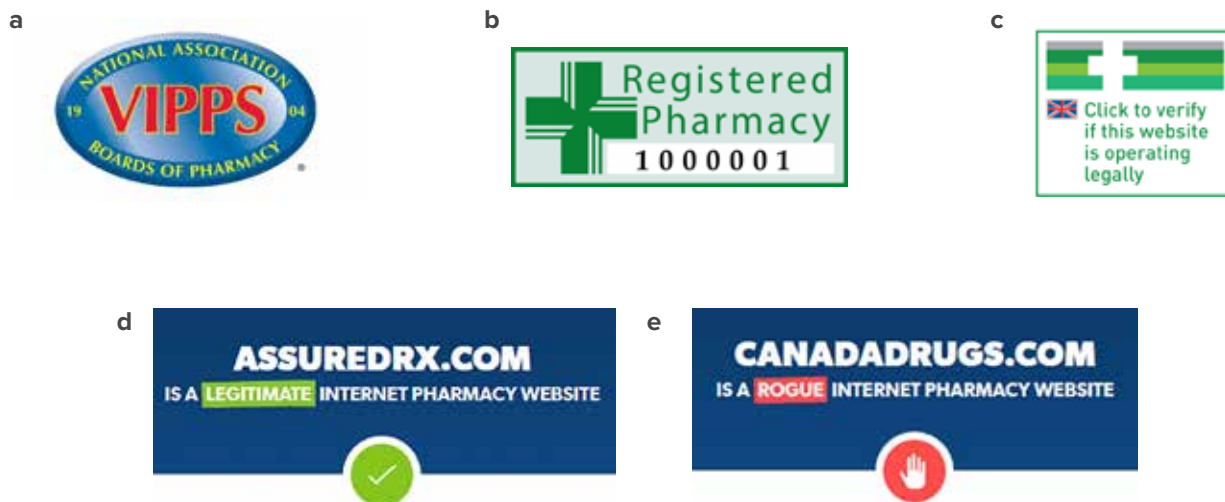 a
NATIONAL ASSOCIATION
19 VIPPS 04
BOARDS OF PHARMACY
®
b
Registered
Pharmacy
1000001
c
Click to verify
if this website
is operating
legally
d
ASSUREDRX.COM
IS A LEGITIMATE INTERNET PHARMACY WEBSITE
e
CANADADRUGS.COM
IS A ROGUE INTERNET PHARMACY WEBSITE